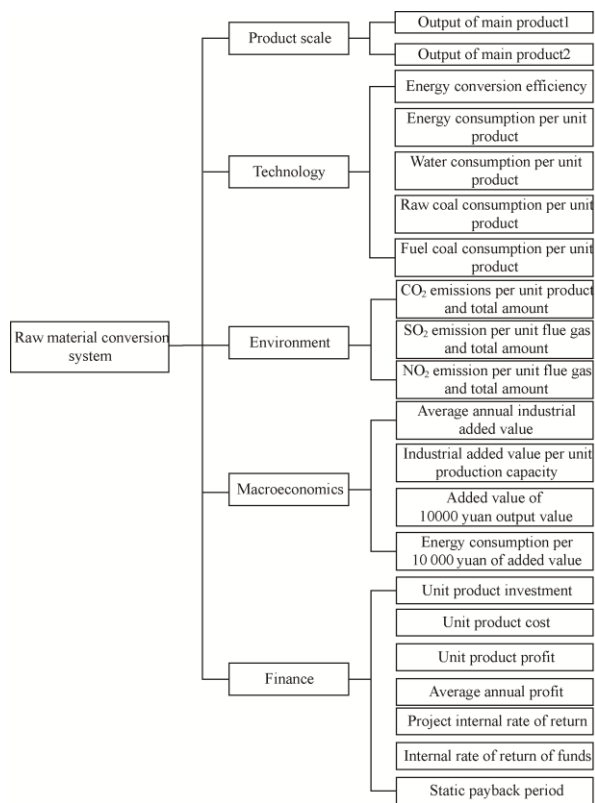 Product scale
Output of main product1
Output of main product2
Technology
Energy conversion efficiency
Energy consumption per unit
product
Water consumption per unit
product
Raw coal consumption per unit
product
Fuel coal consumption per unit
product
Raw material conversion
system
Environment
CO₂ emissions per unit product
and total amount
SO₂ emission per unit flue gas
and total amount
NO₂ emission per unit flue gas
and total amount
Macroeconomics
Average annual industrial
added value
Industrial added value per unit
production capacity
Added value of
10000 yuan output value
Energy consumption per
10 000 yuan of added value
Finance
Unit product investment
Unit product cost
Unit product profit
Average annual profit
Project internal rate of return
Internal rate of return of funds
Static payback period